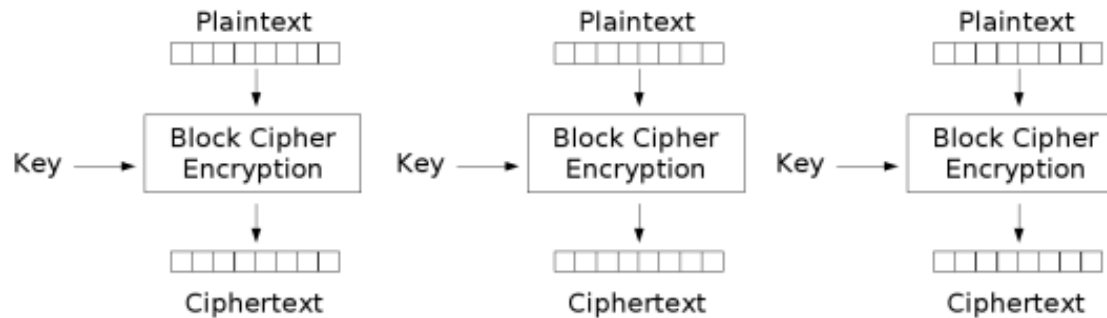 Plaintext Plaintext Plaintext
Block Cipher Block Cipher Block Cipher
Key Encryption Key Encryption Key Encryption
Ciphertext Ciphertext Ciphertext